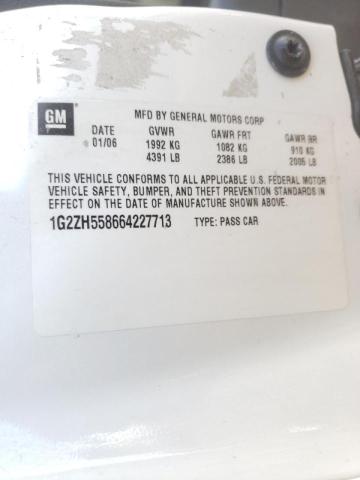 GM
MFD BY GENERAL MOTORS CORP
DATE GVWR GAWR FRT GAWR RR
01/06 1992 KG 1082 KG 910 KG
4391 LB 2386 LB 2005 LB
THIS VEHICLE CONFORMS TO ALL APPLICABLE U.S. FEDERAL MOTOR
VEHICLE SAFETY, BUMPER, AND THEFT PREVENTION STANDARDS IN
EFFECT ON THE DATE OF MANUFACTURE SHOWN ABOVE.
1G2ZH558664227713 TYPE: PASS CAR